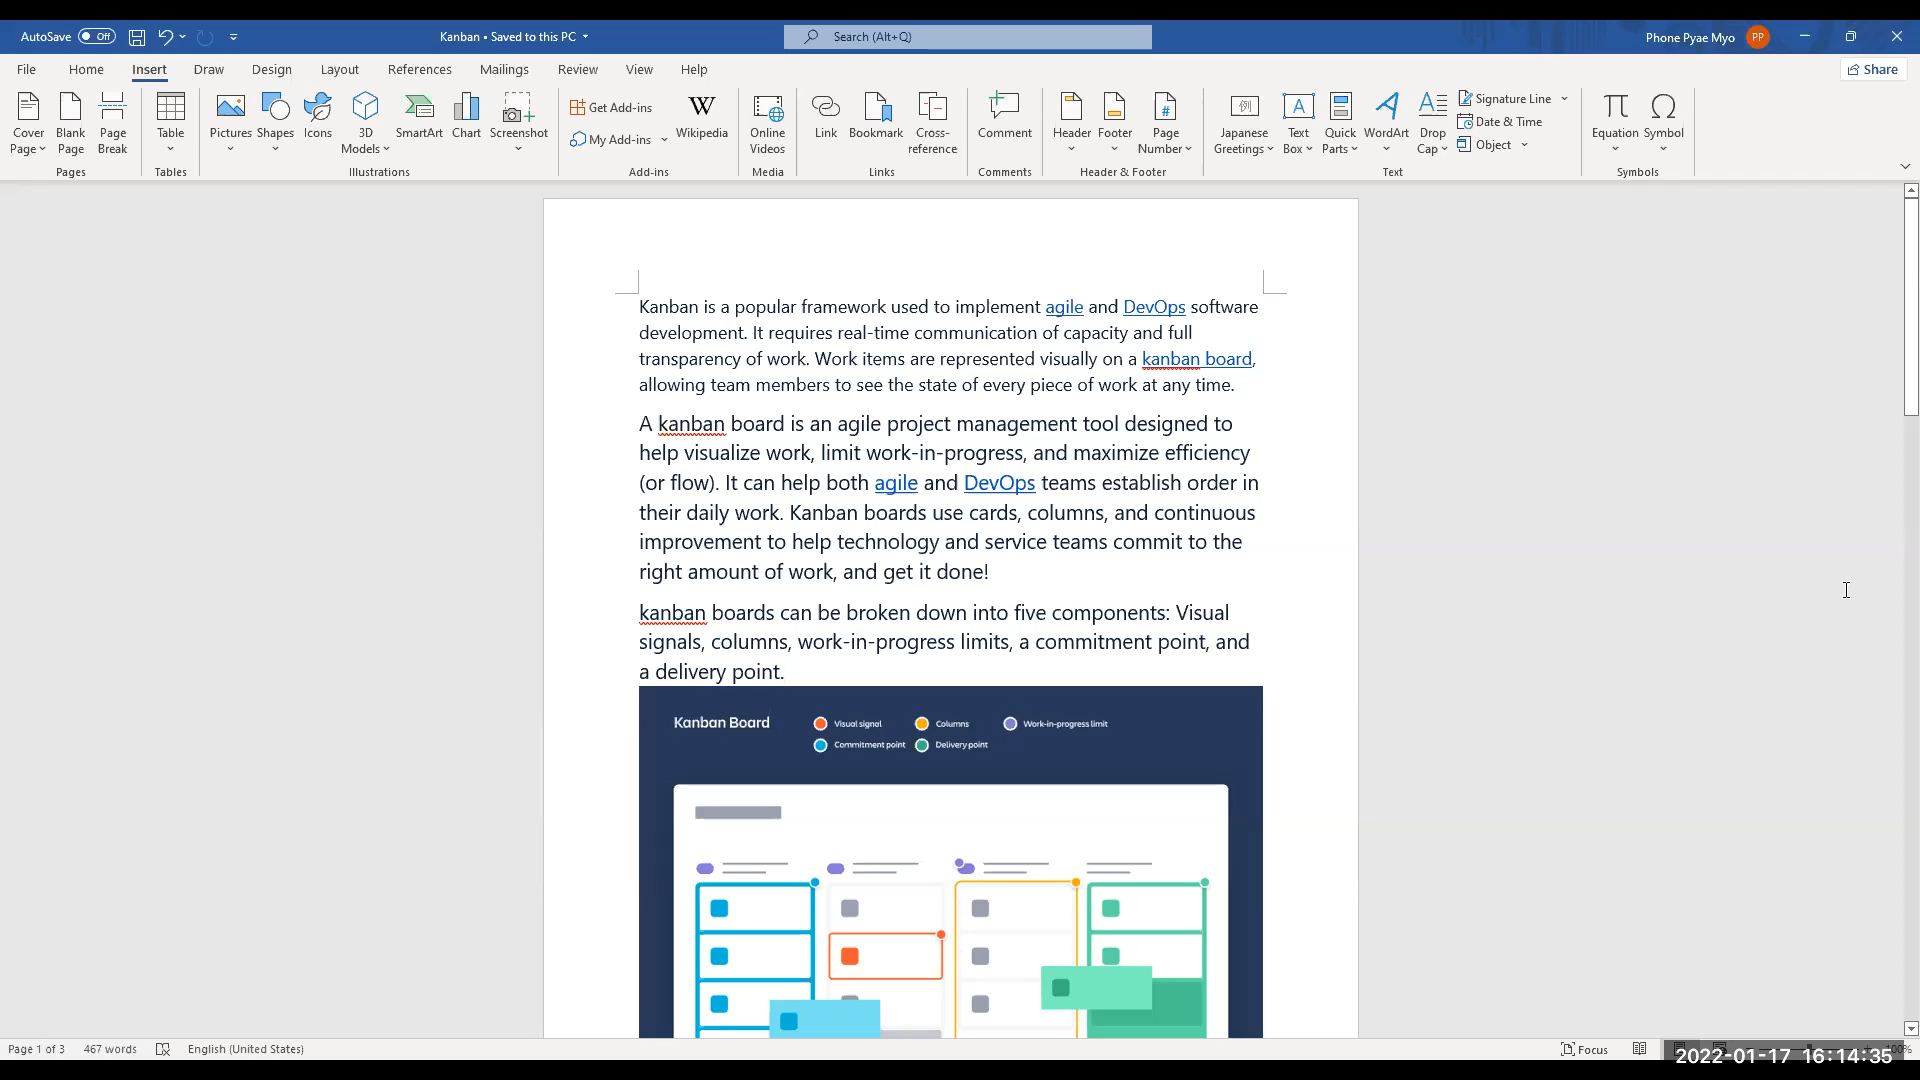 AutoSave Off
Kanban • Saved to this PC
Search (Alt+Q)
Phone Pyae Myo PP
File Home Insert Draw Design Layout References Mailings Review View Help
Share
Cover Page
Blank Page
Page Break
Pages
Table
Tables
Pictures
Shapes
Icons
3D Models
SmartArt
Chart
Screenshot
Illustrations
Get Add-ins
My Add-ins
W
Wikipedia
Add-ins
Online Videos
Media
Link
Bookmark
Cross-reference
Links
Comment
Comments
Header
Footer
Page Number
Header & Footer
Japanese Greetings
Text Box
Quick Parts
WordArt
Drop Cap
Signature Line
Date & Time
Object
Text
Equation
Symbol
Symbols
Kanban is a popular framework used to implement agile and DevOps software
development. It requires real-time communication of capacity and full
transparency of work. Work items are represented visually on a kanban board,
allowing team members to see the state of every piece of work at any time.
A kanban board is an agile project management tool designed to
help visualize work, limit work-in-progress, and maximize efficiency
(or flow). It can help both agile and DevOps teams establish order in
their daily work. Kanban boards use cards, columns, and continuous
improvement to help technology and service teams commit to the
right amount of work, and get it done!
kanban boards can be broken down into five components: Visual
signals, columns, work-in-progress limits, a commitment point, and
a delivery point.
Kanban Board
Visual signal Columns Work-in-progress limit
Commitment point Delivery point
Page 1 of 3 467 words English (United States)
Focus
2022-01-17 16:14:35